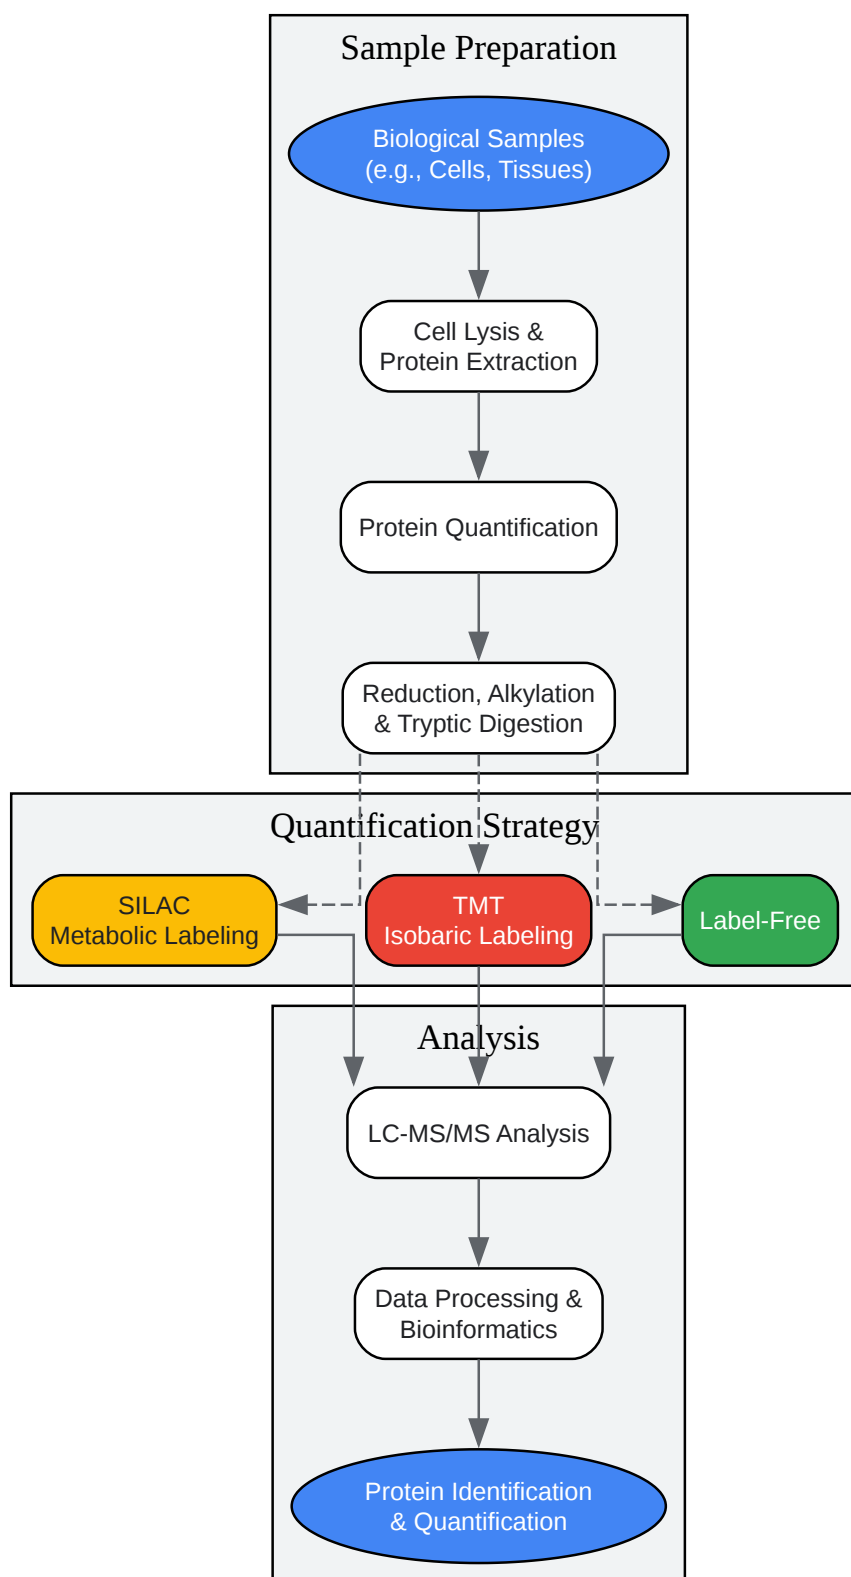 Sample Preparation
Biological Samples
(e.g., Cells, Tissues)
Cell Lysis &
Protein Extraction
Protein Quantification
Reduction, Alkylation
& Tryptic Digestion
Quantification Strategy
SILAC
Metabolic Labeling
TMT
Isobaric Labeling
Label-Free
Analysis
LC-MS/MS Analysis
Data Processing &
Bioinformatics
Protein Identification
& Quantification